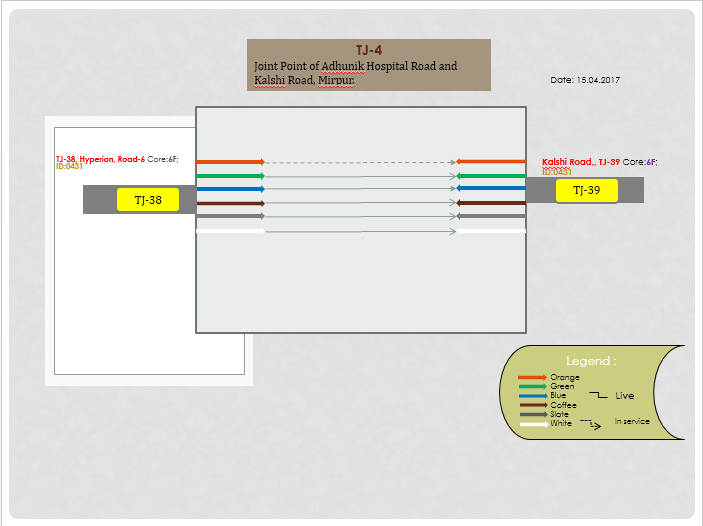 TJ-4
Joint Point of Adhunik Hospital Road and
Kalshi Road, Mirpur.
Date: 15.04.2017
TJ-38, Hyperion, Road-6 Core:6F;
ID:0431
Kalshi Road,, TJ-39 Core:6F;
ID:0431
TJ-38
TJ-39
Legend :
Orange
Green
Blue
Coffee
Slate
White
Live
In service